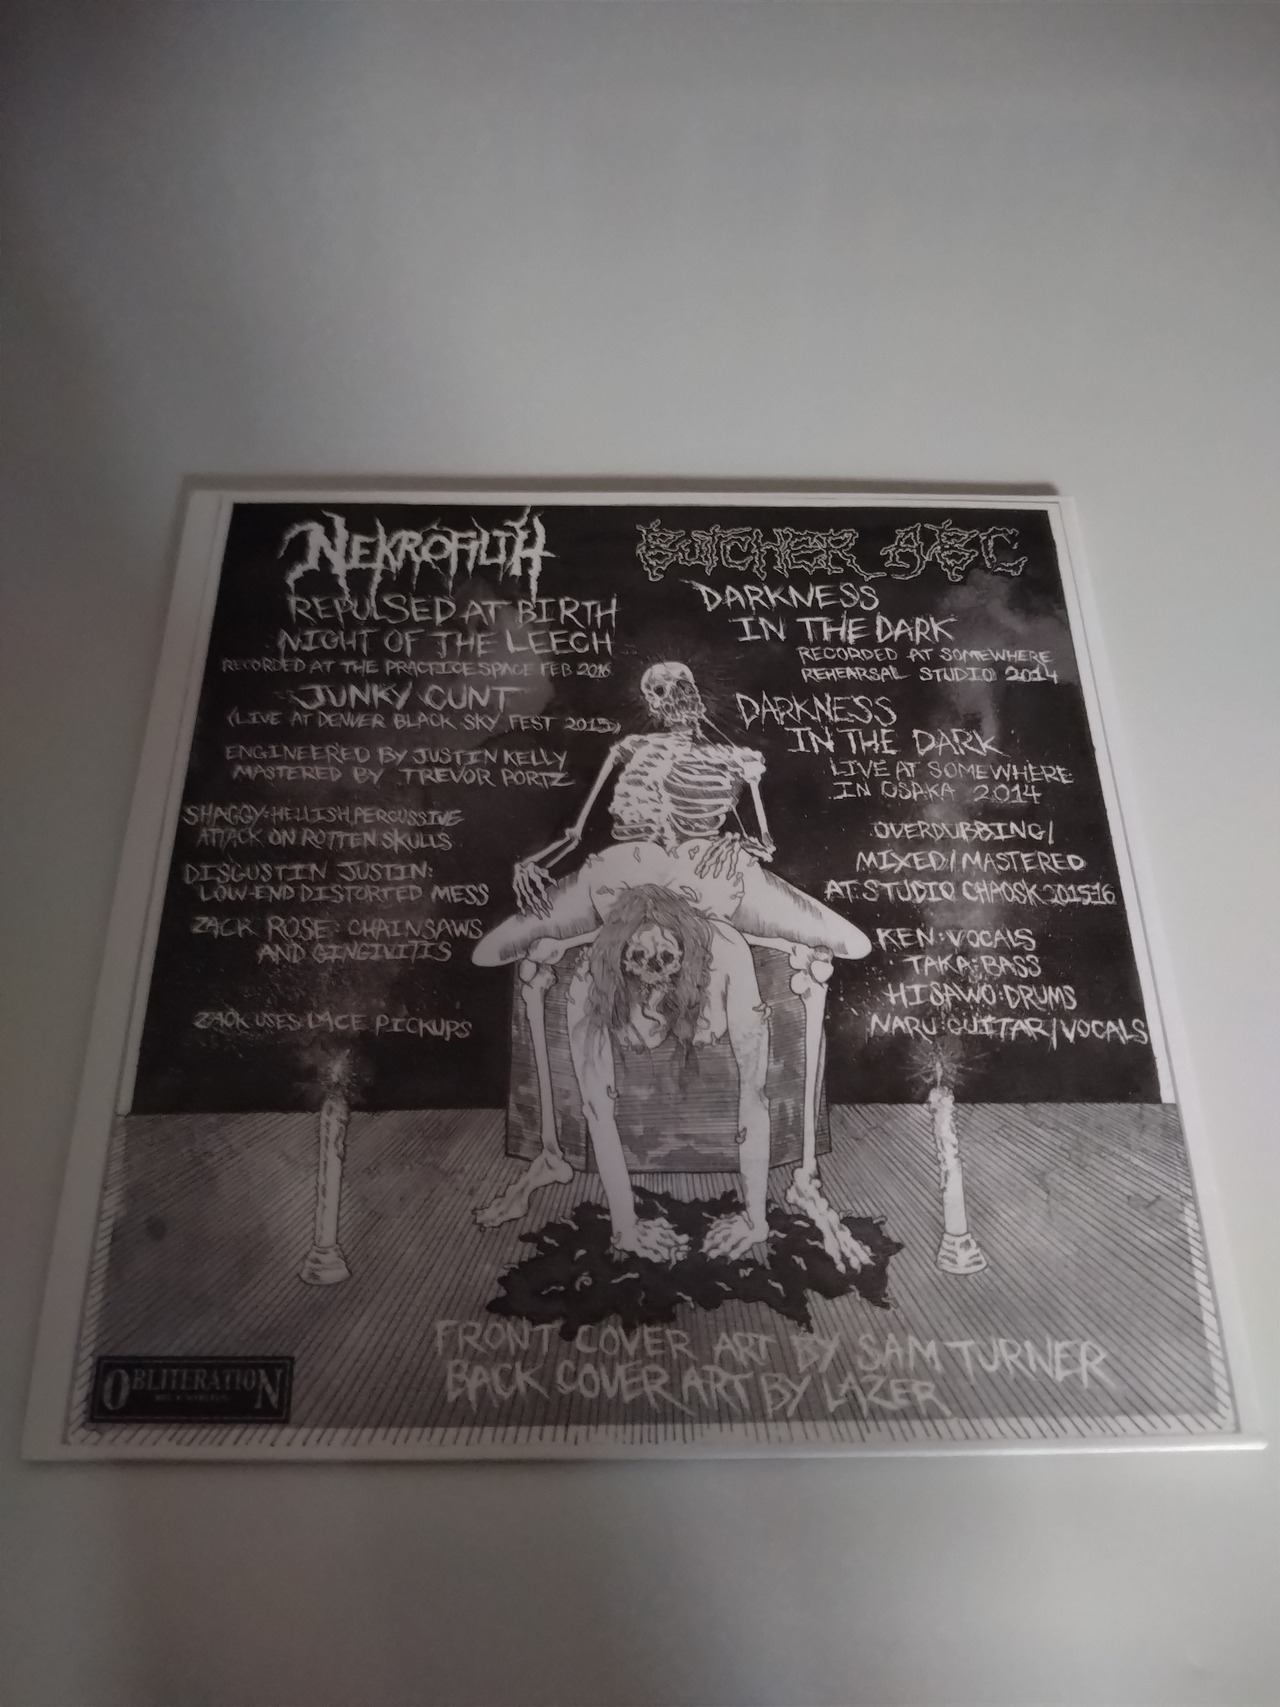 NEKROFILTH
REPULSED AT BIRTH
NIGHT OF THE LEECH
RECORDED AT THE PRACTICE SPACE FEB 2016
JUNKY CUNT
(LIVE AT DENVER BLACK SKY FEST 2015)
ENGINEERED BY JUSTIN KELLY
MASTERED BY TREVOR PORTZ
SHAGGY: HELLISH PERCUSSIVE
ATTACK ON ROTTEN SKULLS
DISGUSTIN JUSTIN:
LOW-END DISTORTED MESS
ZACK ROSE: CHAINSAWS
AND GINGIVITIS
ZACK USES LACE PICKUPS
BUTCHER ABC
DARKNESS
IN THE DARK
RECORDED AT SOMEWHERE
REHEARSAL STUDIO 2014
DARKNESS
IN THE DARK
LIVE AT SOMEWHERE
IN OSAKA 2014
OVERDUBBING/
MIXED/MASTERED
AT STUDIO CHAOSK 2015-16
KEN: VOCALS
TAKA: BASS
HISAWO: DRUMS
NARU: GUITAR/VOCALS
FRONT COVER ART BY SAM TURNER
BACK COVER ART BY LAZER
OBLITERATION